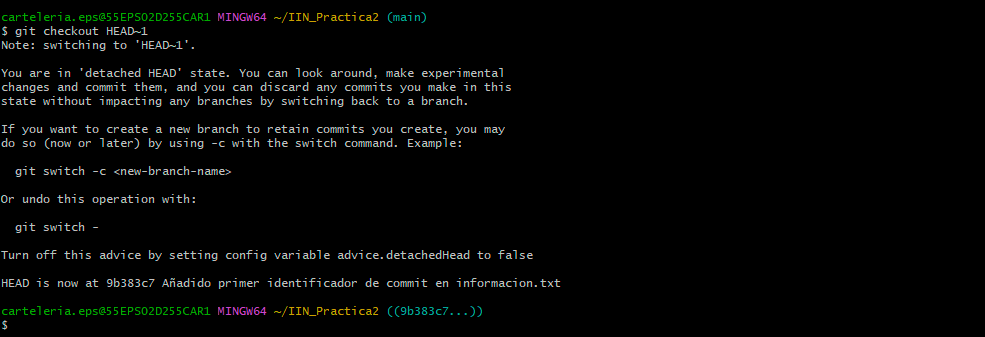 carteleria.eps@55EPSO2D255CAR1 MINGW64 ~/IIN_Practica2 (main)
$ git checkout HEAD~1
Note: switching to 'HEAD~1'.
You are in 'detached HEAD' state. You can look around, make experimental
changes and commit them, and you can discard any commits you make in this
state without impacting any branches by switching back to a branch.
If you want to create a new branch to retain commits you create, you may
do so (now or later) by using -c with the switch command. Example:
git switch -c <new-branch-name>
Or undo this operation with:
git switch -
Turn off this advice by setting config variable advice.detachedHead to false
HEAD is now at 9b383c7 Añadido primer identificador de commit en informacion.txt
carteleria.eps@55EPSO2D255CAR1 MINGW64 ~/IIN_Practica2 ((9b383c7...))
$